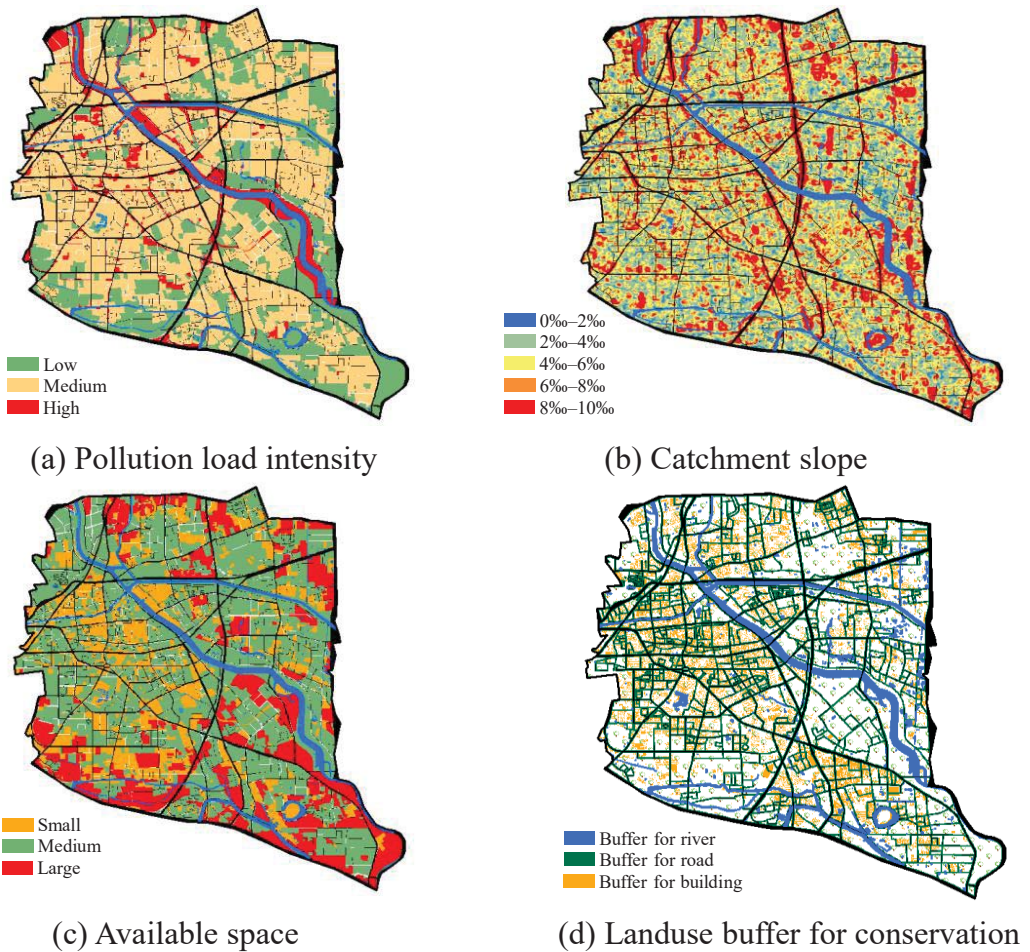 Low
Medium
High
0‰–2‰
2‰–4‰
4‰–6‰
6‰–8‰
8‰–10‰
(a) Pollution load intensity
(b) Catchment slope
Small
Medium
Large
Buffer for river
Buffer for road
Buffer for building
(c) Available space
(d) Landuse buffer for conservation